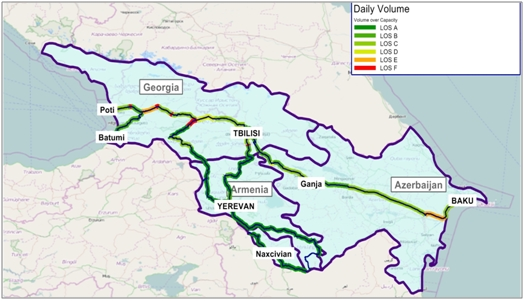 Daily Volume
Volume over Capacity
LOS A
LOS B
LOS C
LOS D
LOS E
LOS F
Georgia
Poti
Batumi
TBILISI
Ganja
Azerbaijan
Armenia
BAKU
YEREVAN
Naxcivian